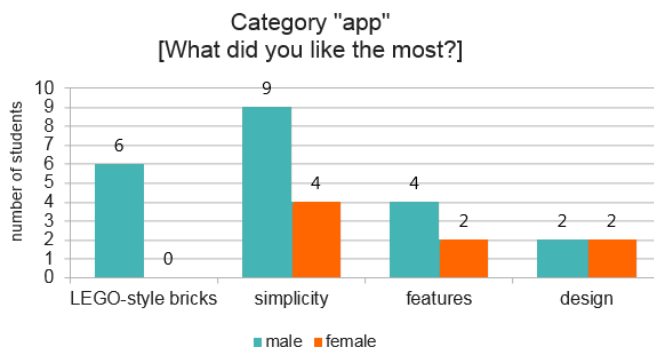 Category "app"
[What did you like the most?]
number of students
10
9
8
7
6
5
4
3
2
1
0
6
0
9
4
4
2
2
2
LEGO-style bricks
simplicity
features
design
male
female